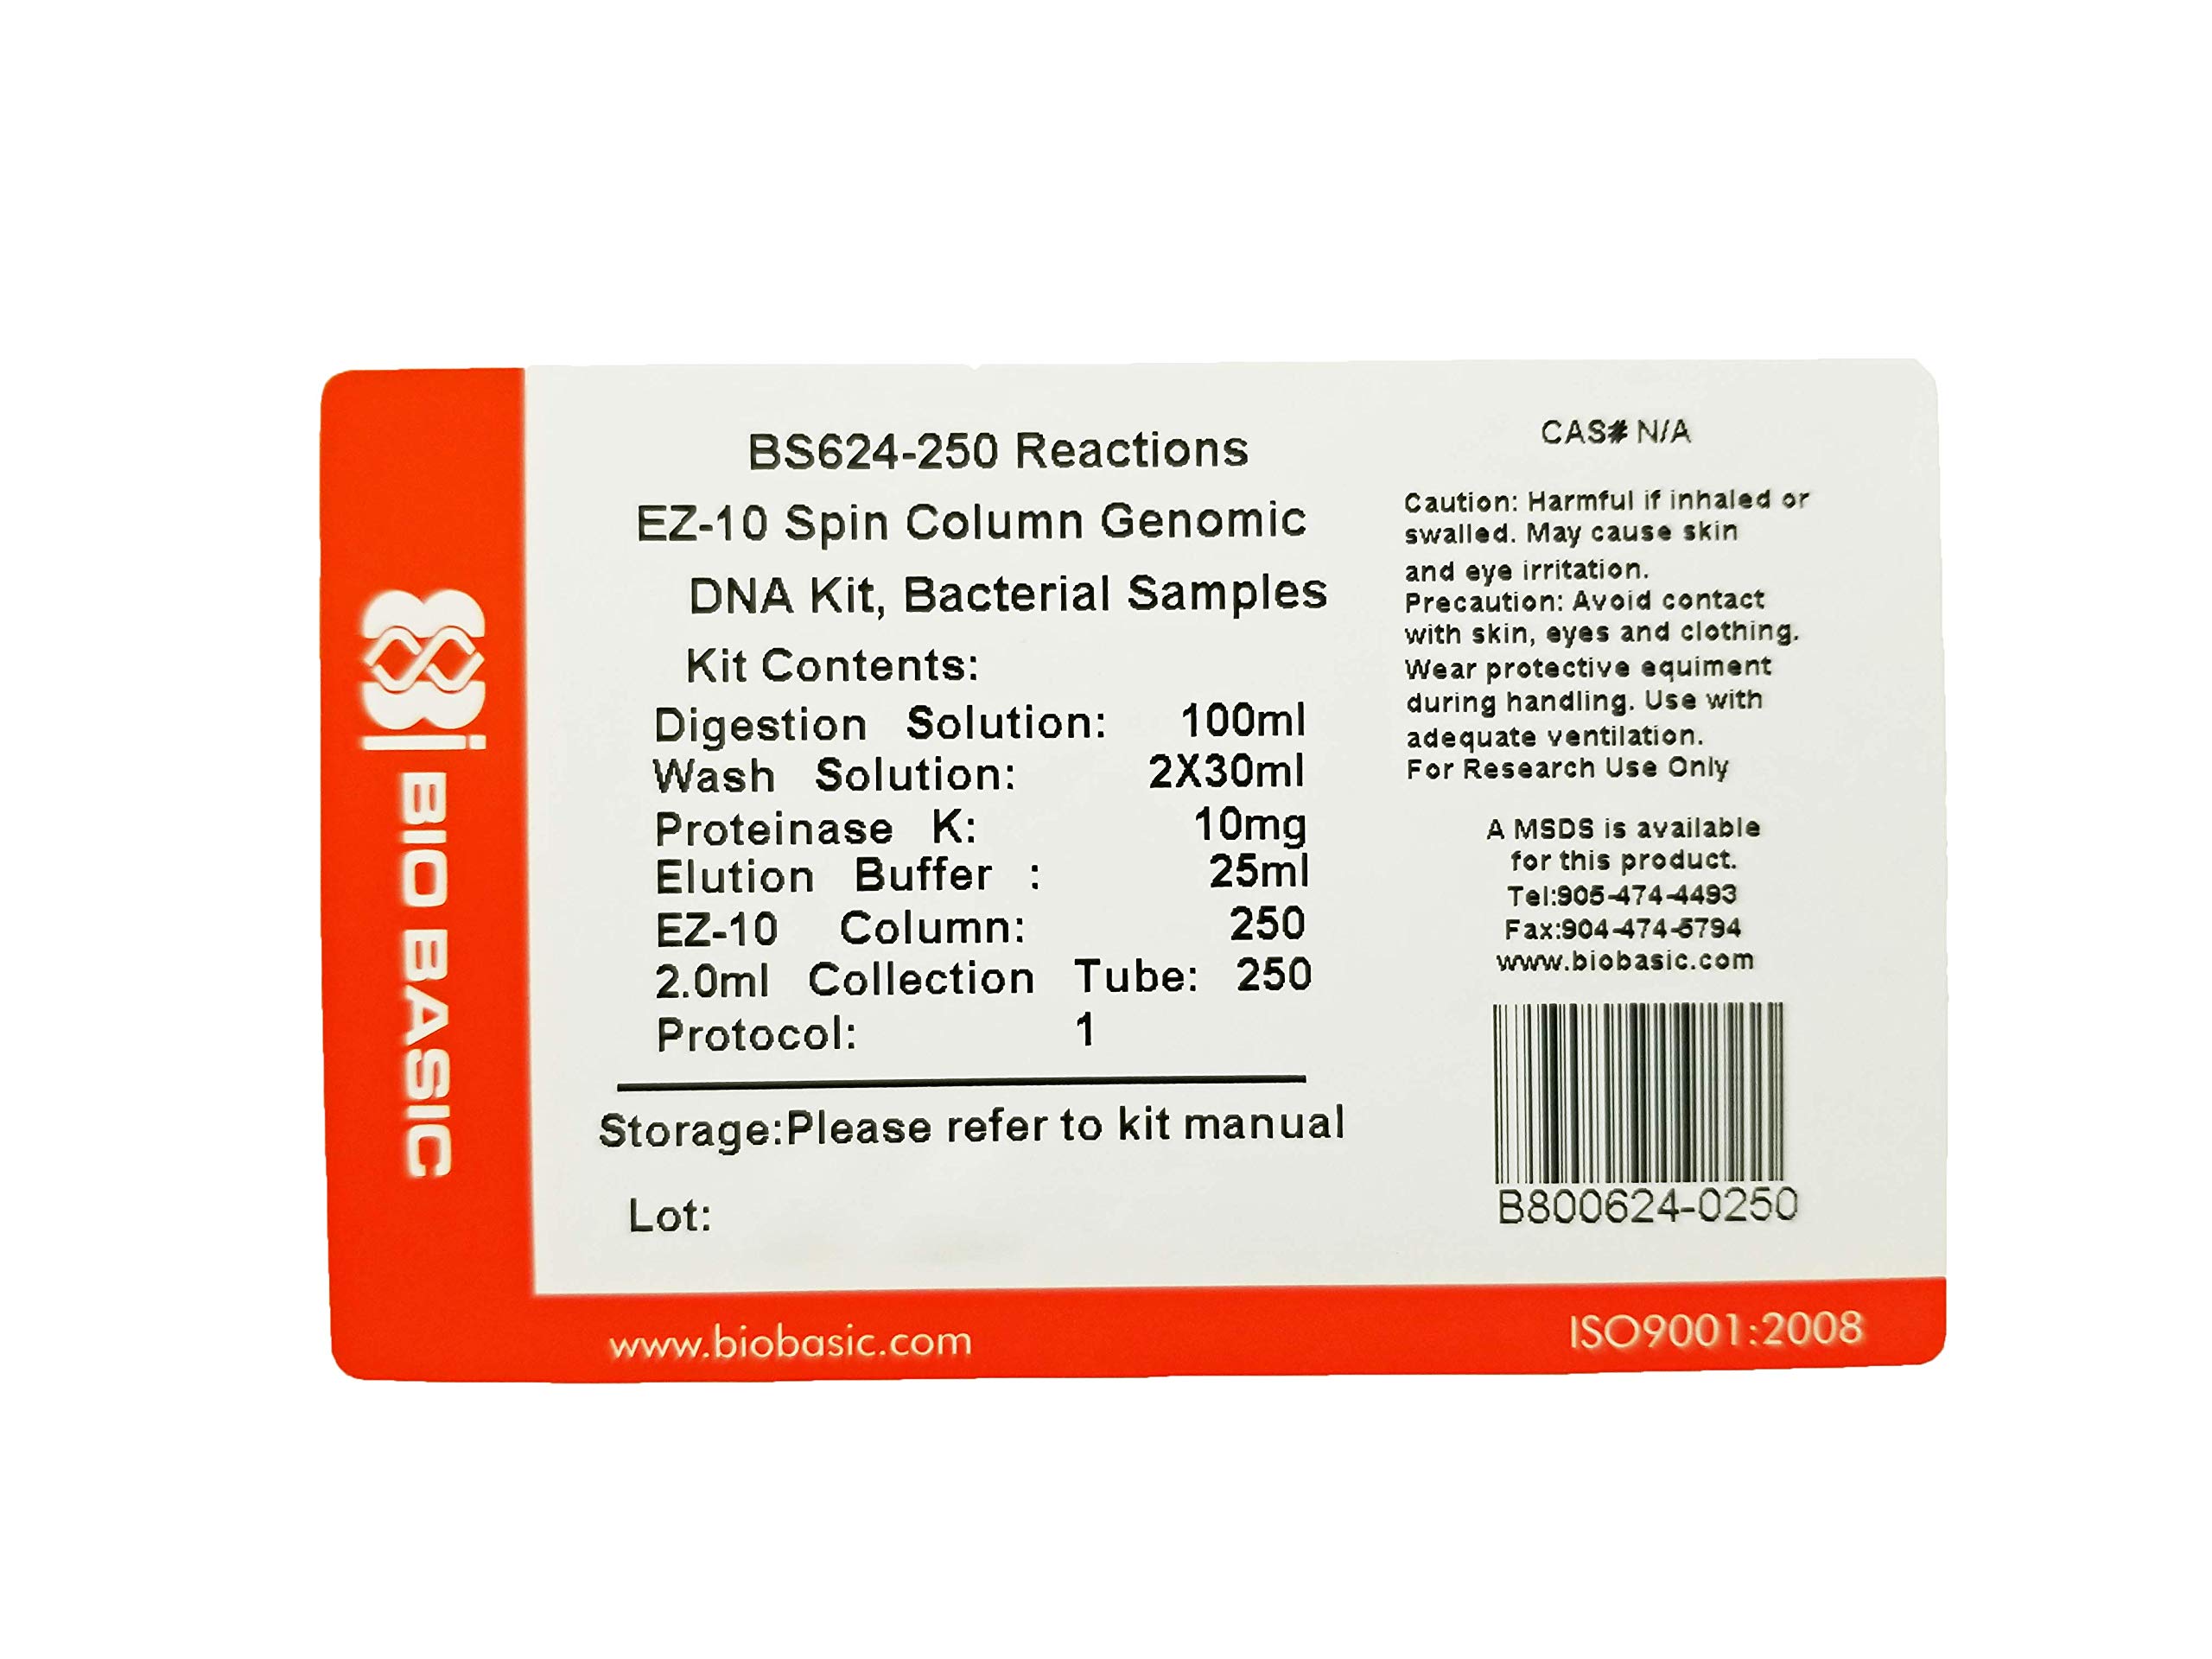 BIO BASIC
BS624-250 Reactions
EZ-10 Spin Column Genomic
DNA Kit, Bacterial Samples
Kit Contents:
Digestion Solution: 100ml
Wash Solution: 2X30ml
Proteinase K: 10mg
Elution Buffer : 25ml
EZ-10 Column: 250
2.0ml Collection Tube: 250
Protocol: 1
Storage:Please refer to kit manual
Lot:
CAS# N/A
Caution: Harmful if inhaled or
swalled. May cause skin
and eye irritation.
Precaution: Avoid contact
with skin, eyes and clothing.
Wear protective equiment
during handling. Use with
adequate ventilation.
For Research Use Only
A MSDS is available
for this product.
Tel:905-474-4493
Fax:904-474-5794
www.biobasic.com
B800624-0250
www.biobasic.com
ISO9001:2008